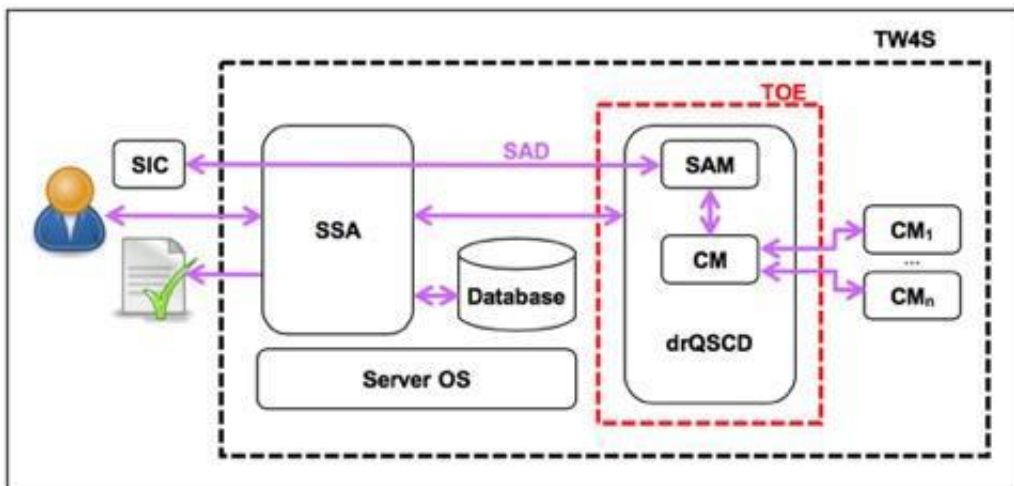 TW4S
TOE
SIC
SAD
SAM
SSA
CM
CM1
...
CMn
Database
drQSCD
Server OS